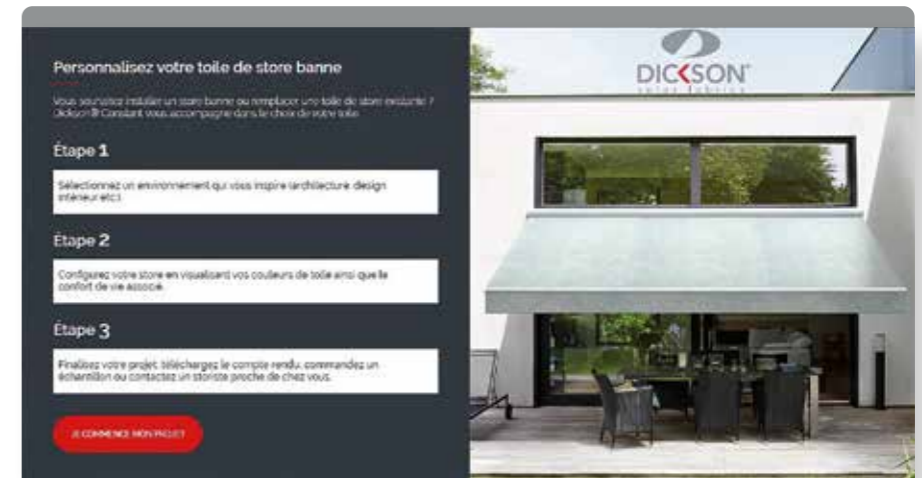 Personnalisez votre toile de store banne
Vous souhaitez installer un store banne ou remplacer une toile de store existante ?
Dickson® Constant vous accompagne dans le choix de votre toile.
Étape 1
Sélectionnez un environnement qui vous inspire (architecture, design
intérieur etc.)
Étape 2
Configurez votre store en visualisant vos couleurs de toile ainsi que le
confort de vie associé.
Étape 3
Finalisez votre projet, téléchargez le compte rendu, commandez un
échantillon ou contactez un storiste proche de chez vous.
JE COMMENCE MON PROJET
DICKSON®
solar fabrics